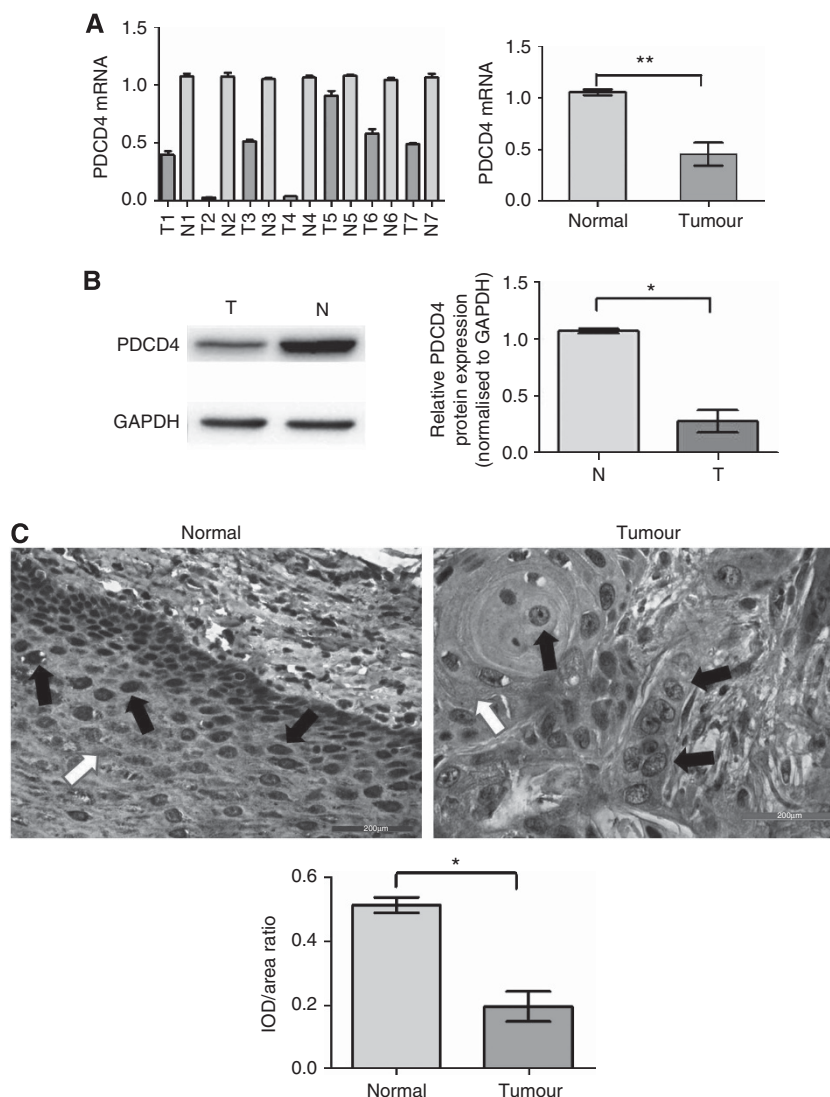 A
PDCD4 mRNA
1.5
1.0
0.5
0.0
T1 N1 T2 N2 T3 N3 T4 N4 T5 N5 T6 N6 T7 N7
PDCD4 mRNA
1.5
1.0
0.5
0.0
**
Normal Tumour
B
T N
PDCD4
GAPDH
Relative PDCD4
protein expression
(normalised to GAPDH)
1.5
1.0
0.5
0.0
*
N T
C
Normal
Tumour
200µm
200µm
IOD/area ratio
0.6
0.4
0.2
0.0
*
Normal Tumour